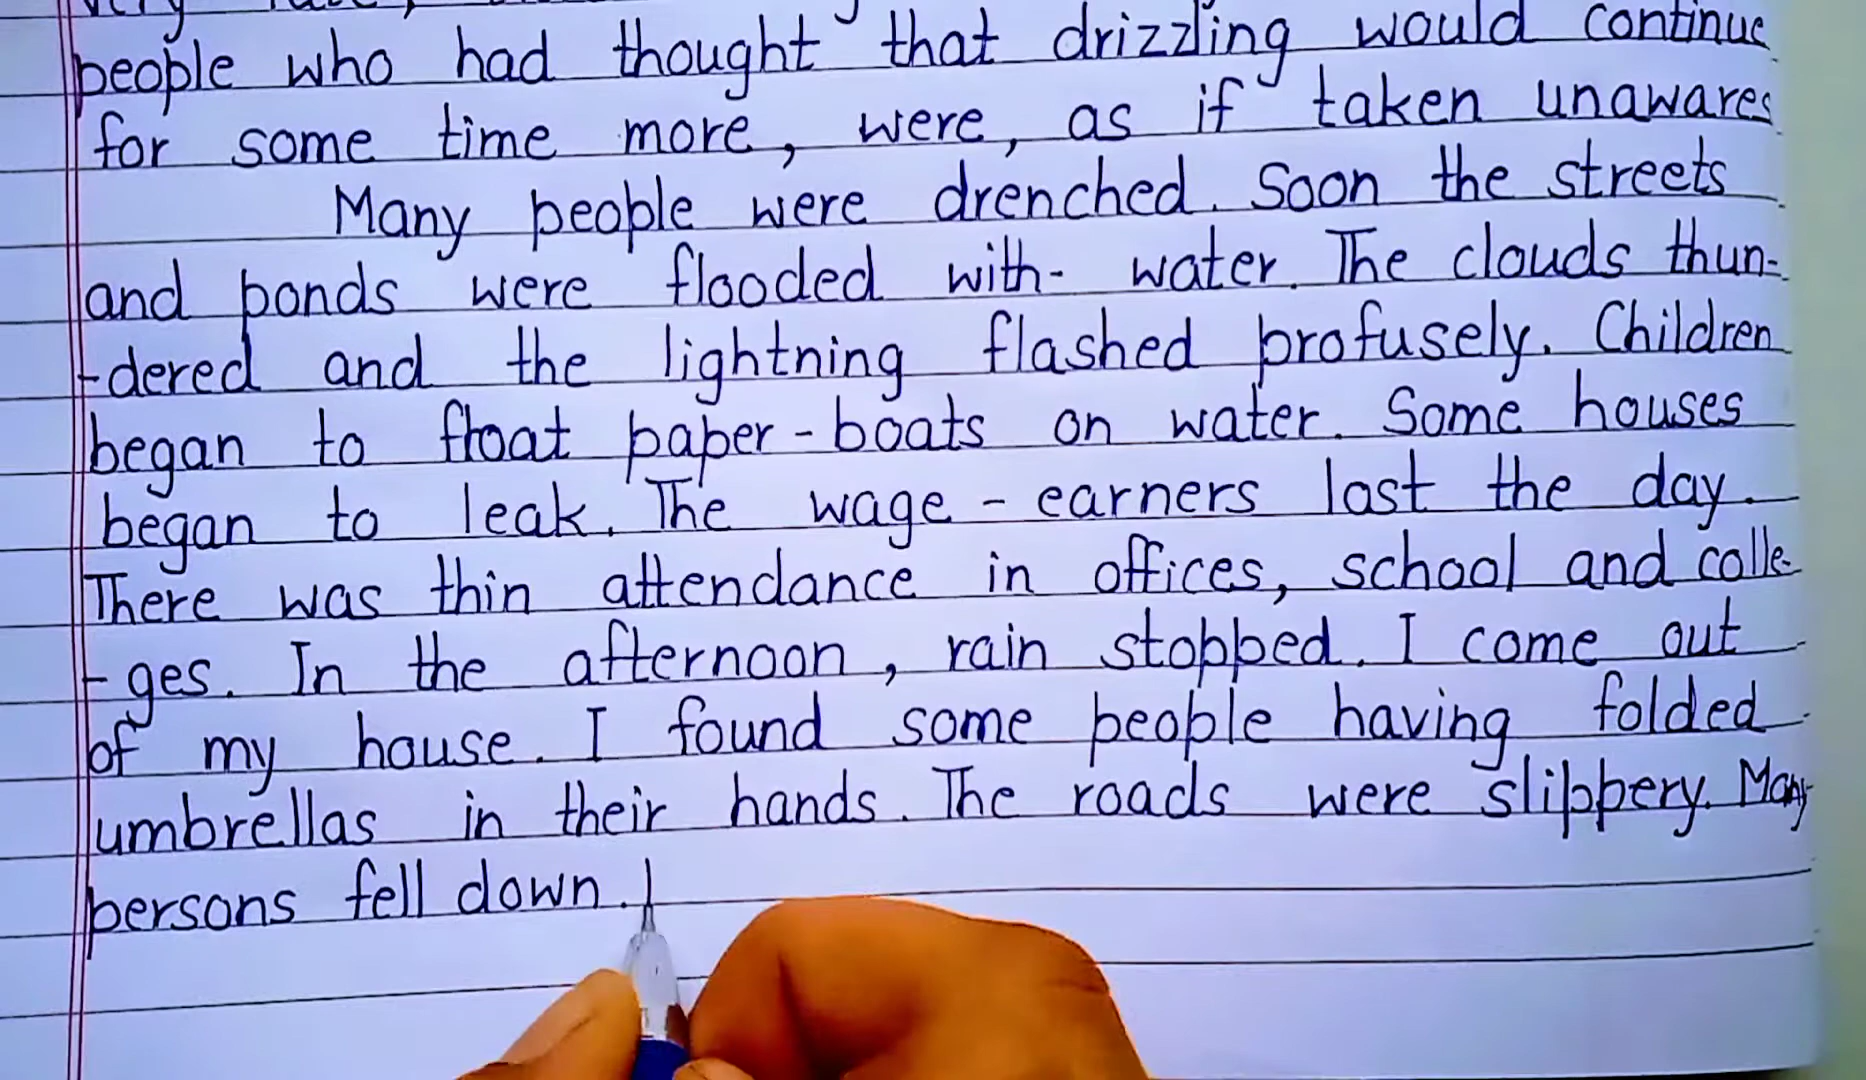 people who had thought that drizzling would continue
for some time more, were, as if taken unawares
Many people were drenched. Soon the streets
and ponds were flooded with- water. The clouds thun-
-dered and the lightning flashed profusely. Children
began to float paper-boats on water. Some houses
began to leak. The wage-earners lost the day.
There was thin attendance in offices, school and colle-
-ges. In the afternoon, rain stopped. I come out
of my house. I found some people having folded
umbrellas in their hands. The roads were slippery. Many
persons fell down.